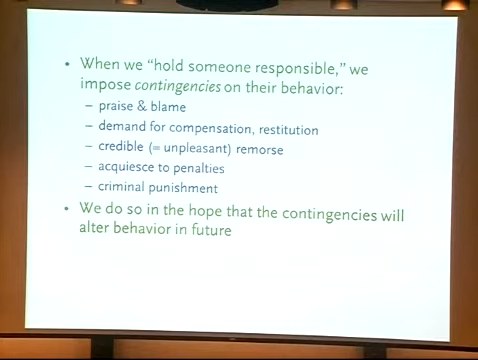 • When we “hold someone responsible,” we
impose contingencies on their behavior:
– praise & blame
– demand for compensation, restitution
– credible (= unpleasant) remorse
– acquiesce to penalties
– criminal punishment
• We do so in the hope that the contingencies will
alter behavior in future